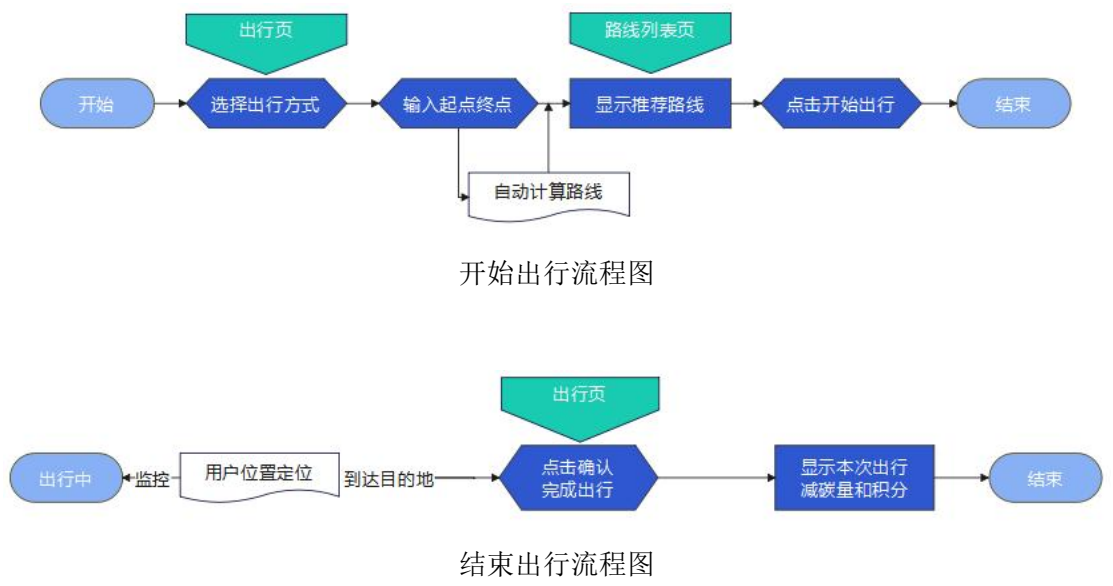 出行页
路线列表页
开始
选择出行方式
输入起点终点
显示推荐路线
点击开始出行
结束
自动计算路线
开始出行流程图
出行页
出行中
监控
用户位置定位
到达目的地
点击确认
完成出行
显示本次出行
减碳量和积分
结束
结束出行流程图